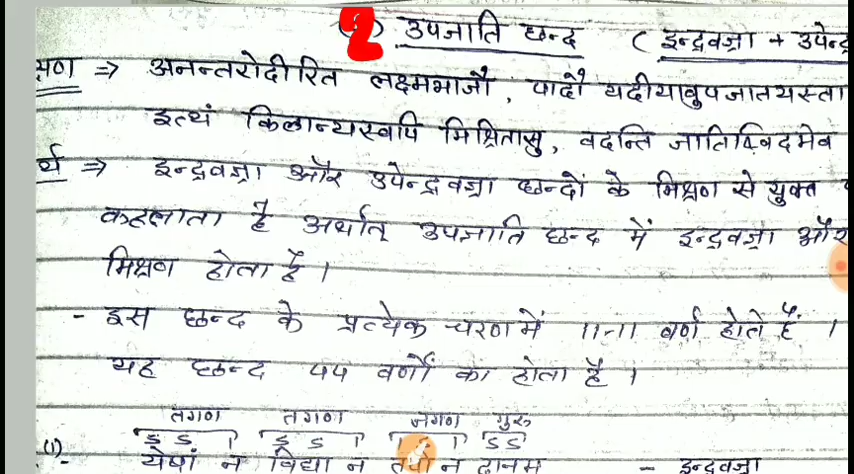 (2) उपजाति छन्द ( इन्द्रवज्रा + उपेन्द्र
क्षण ⇒ अनन्तरोदीरित लक्ष्मभाजौ, पादौ यदीयावुपजातयस्ता
इत्थं किलान्यस्वपि मिश्रितासु, वदन्ति जातिष्विदमेव
र्थ ⇒ इन्द्रवज्रा और उपेन्द्रवज्रा छन्दों के मिश्रण से युक्त
कहलाता है अर्थात् उपजाति छन्द में इन्द्रवज्रा और
मिश्रण होता है।
- इस छन्द के प्रत्येक चरण में 11-11 वर्ण होते हैं।
यह छन्द 44 वर्णों का होता है।
तगण तगण जगण गुरु
S S । S S । । S । S S
(1)- येषां न विद्या न तपो न दानम - इन्द्रवज्रा